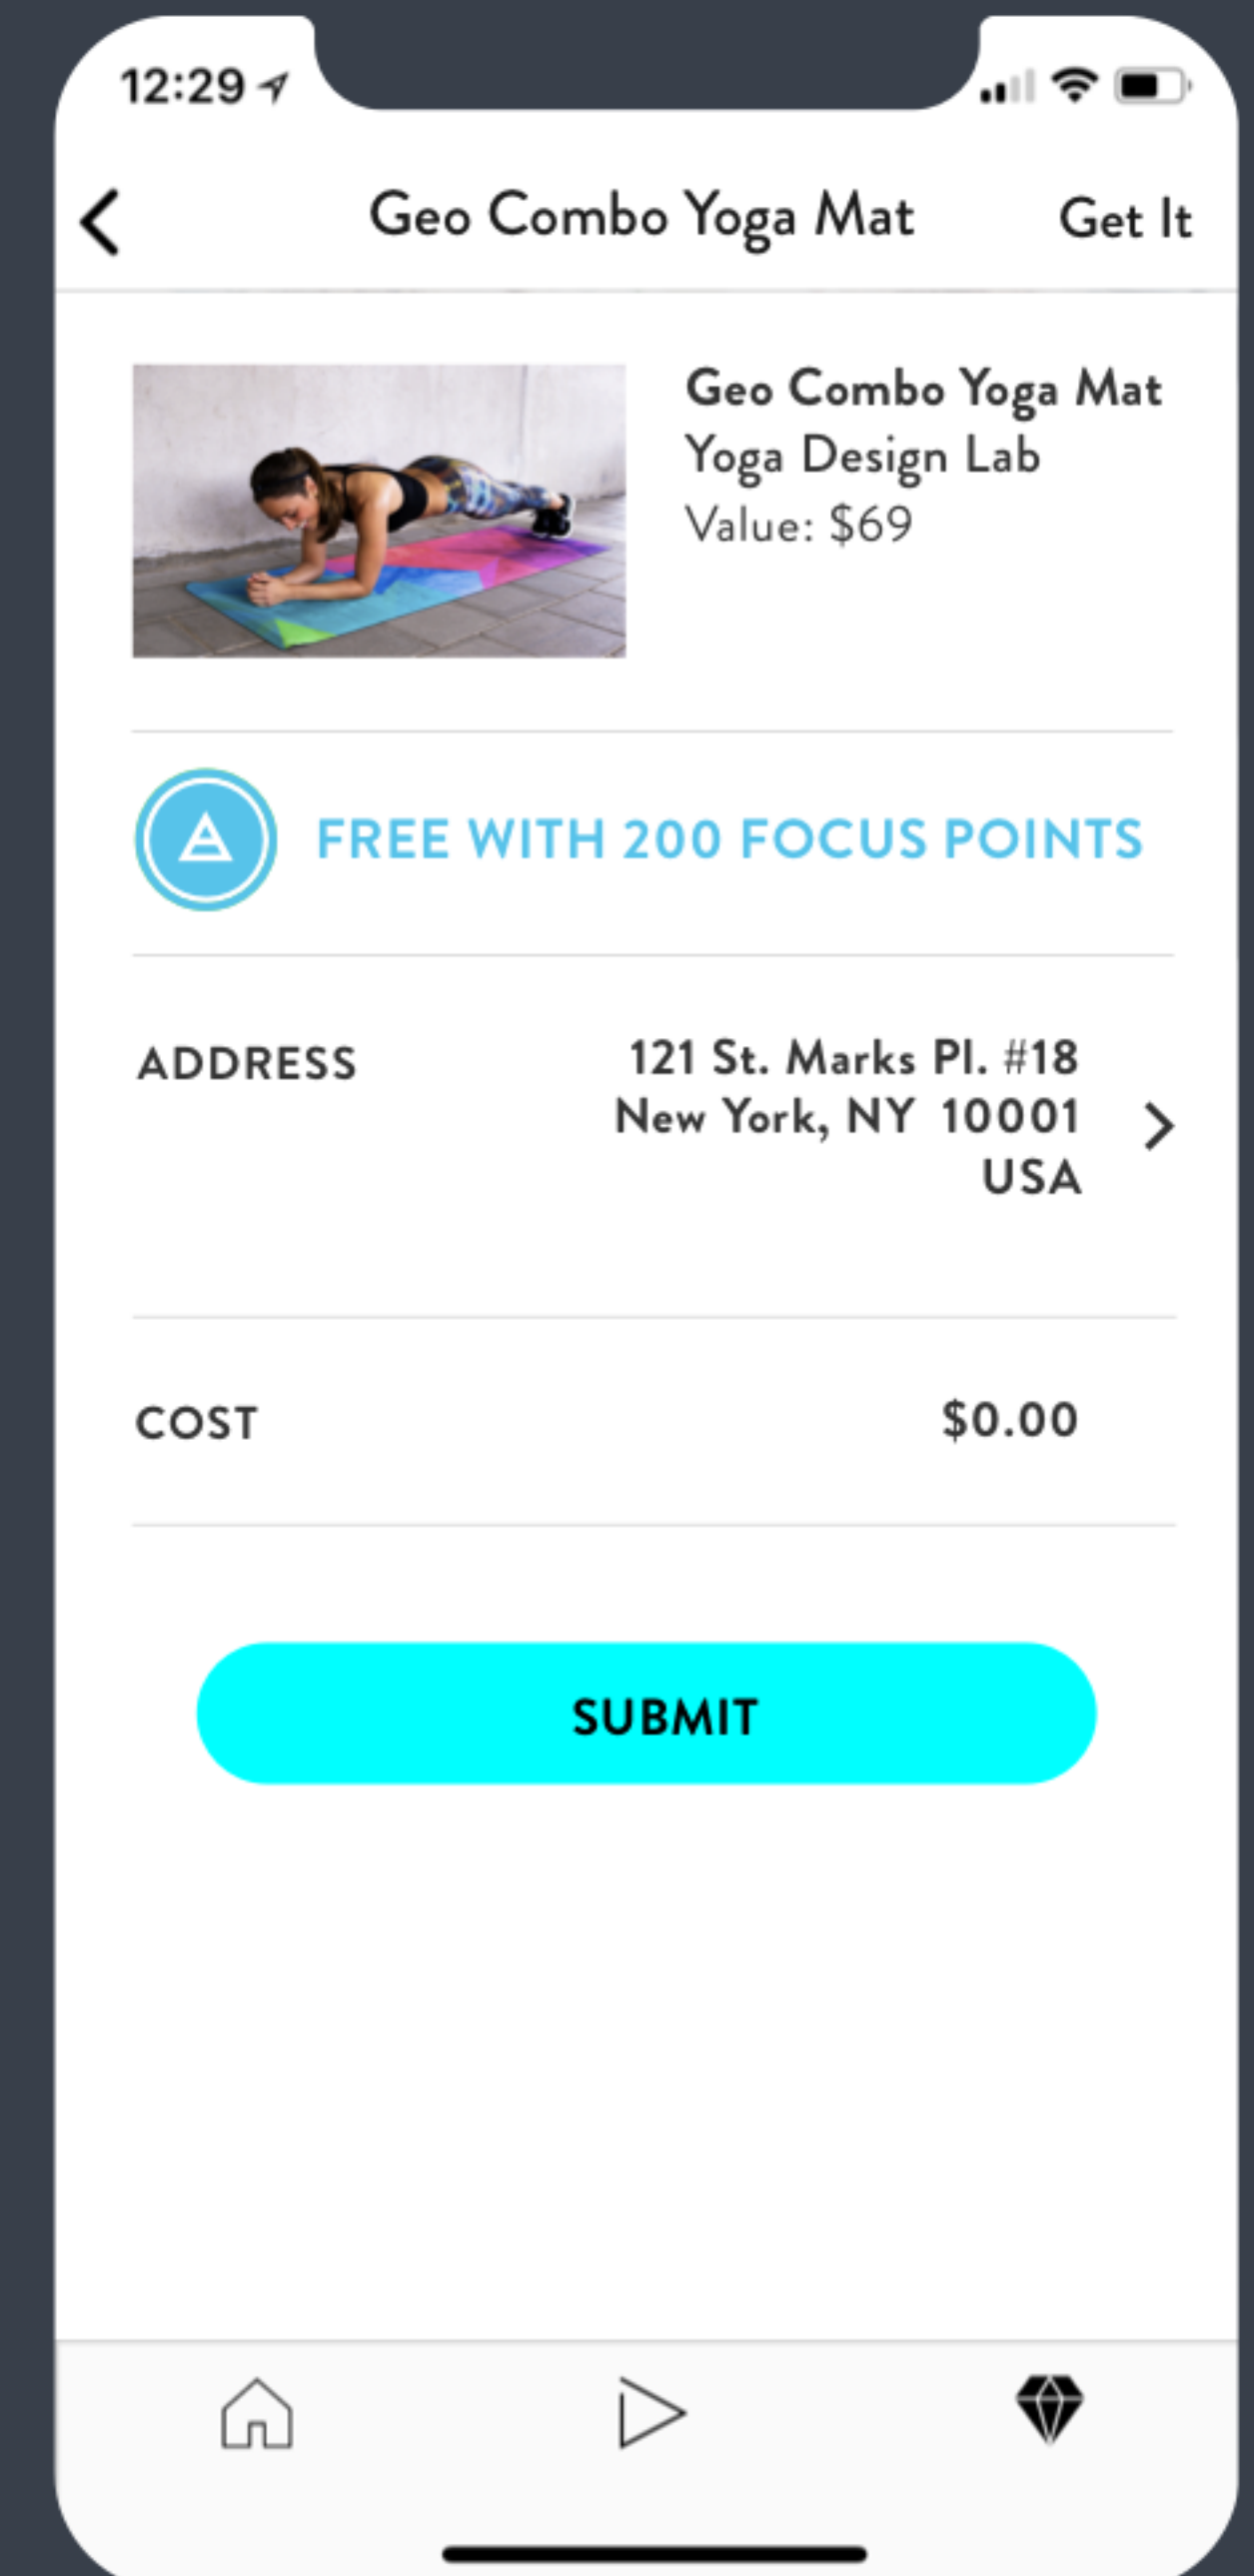 12:29
Geo Combo Yoga Mat
Get It
Geo Combo Yoga Mat
Yoga Design Lab
Value: $69
FREE WITH 200 FOCUS POINTS
ADDRESS
121 St. Marks Pl. #18
New York, NY 10001
USA
COST
$0.00
SUBMIT